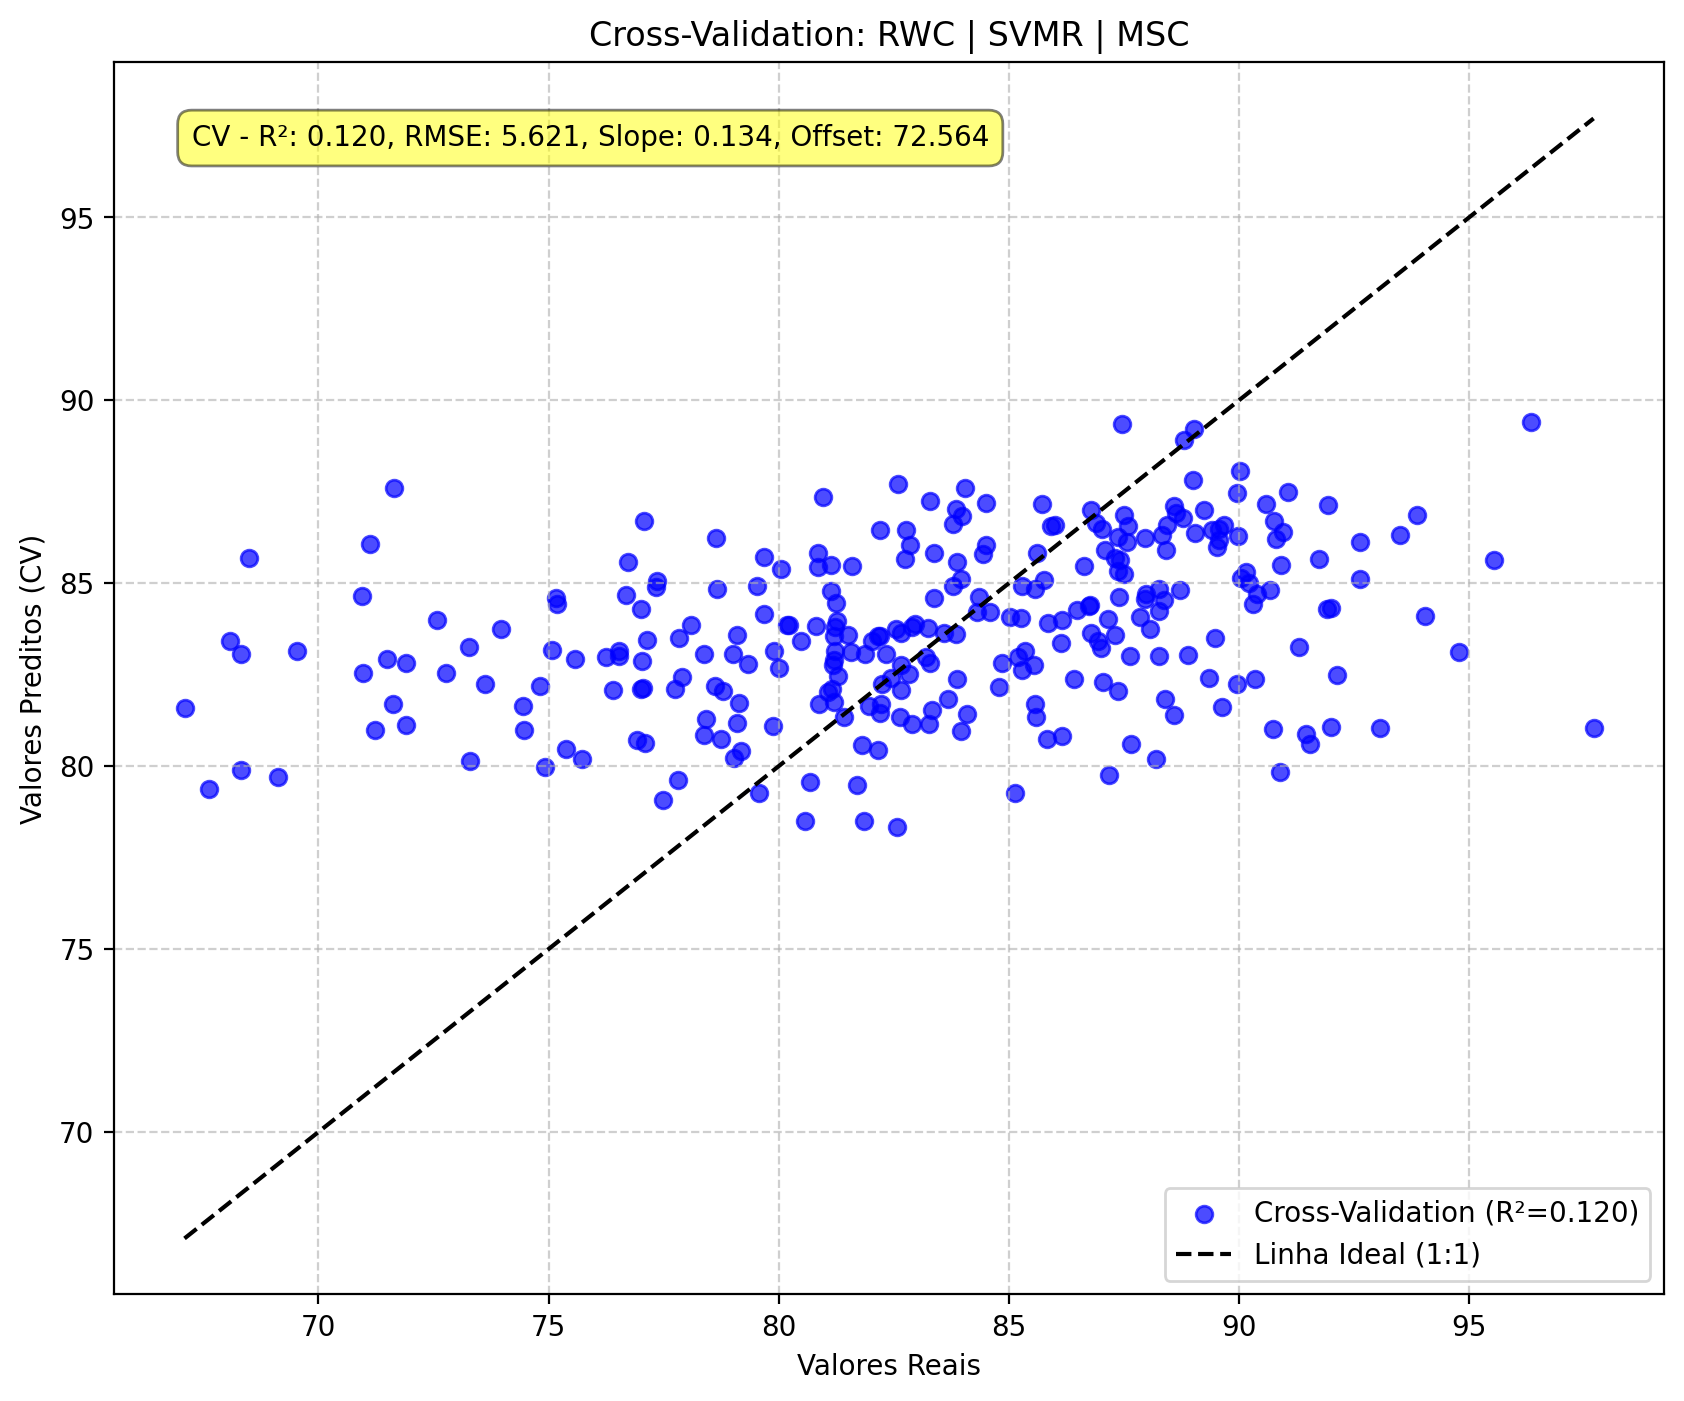 Cross-Validation: RWC | SVMR | MSC
CV - R²: 0.120, RMSE: 5.621, Slope: 0.134, Offset: 72.564
Valores Preditos (CV)
95
90
85
80
75
70
Cross-Validation (R²=0.120)
Linha Ideal (1:1)
70 75 80 85 90 95
Valores Reais